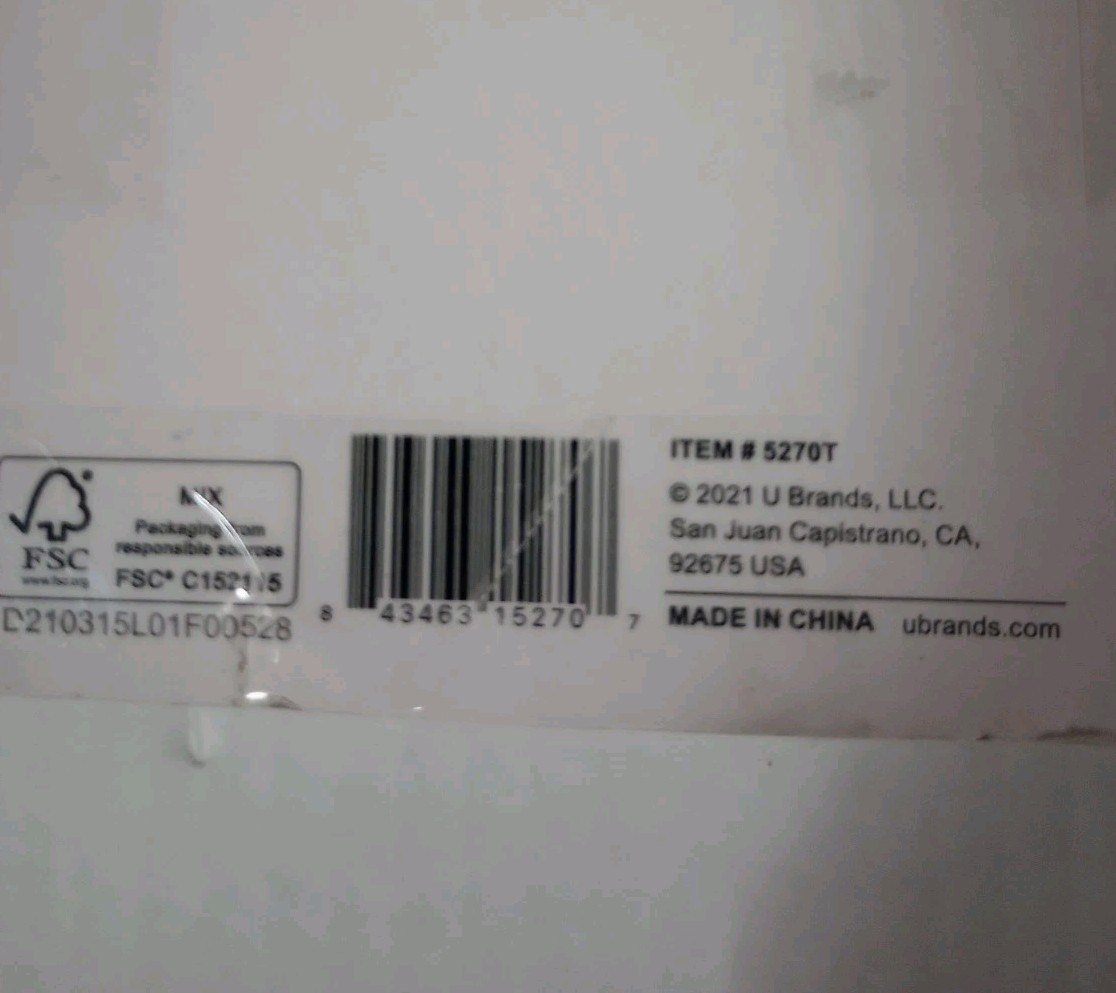 MIX
Packaging from
responsible sources
FSC
www.fsc.org
FSC®
D210315L01F00528
8 43463 15270 7
ITEM # 5270T
© 2021 U Brands, LLC.
San Juan Capistrano, CA,
92675 USA
MADE IN CHINA ubrands.com